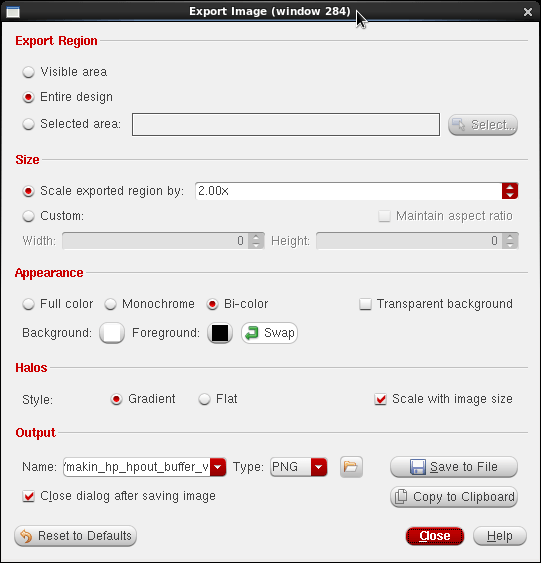 Export Image (window 284)
Export Region
Visible area
Entire design
Selected area: Select...
Size
Scale exported region by: 2.00x
Custom: Maintain aspect ratio
Width: 0 Height: 0
Appearance
Full color Monochrome Bi-color Transparent background
Background: Foreground: Swap
Halos
Style: Gradient Flat Scale with image size
Output
Name: /makin_hp_hpout_buffer_v Type: PNG Save to File
Close dialog after saving image Copy to Clipboard
Reset to Defaults Close Help